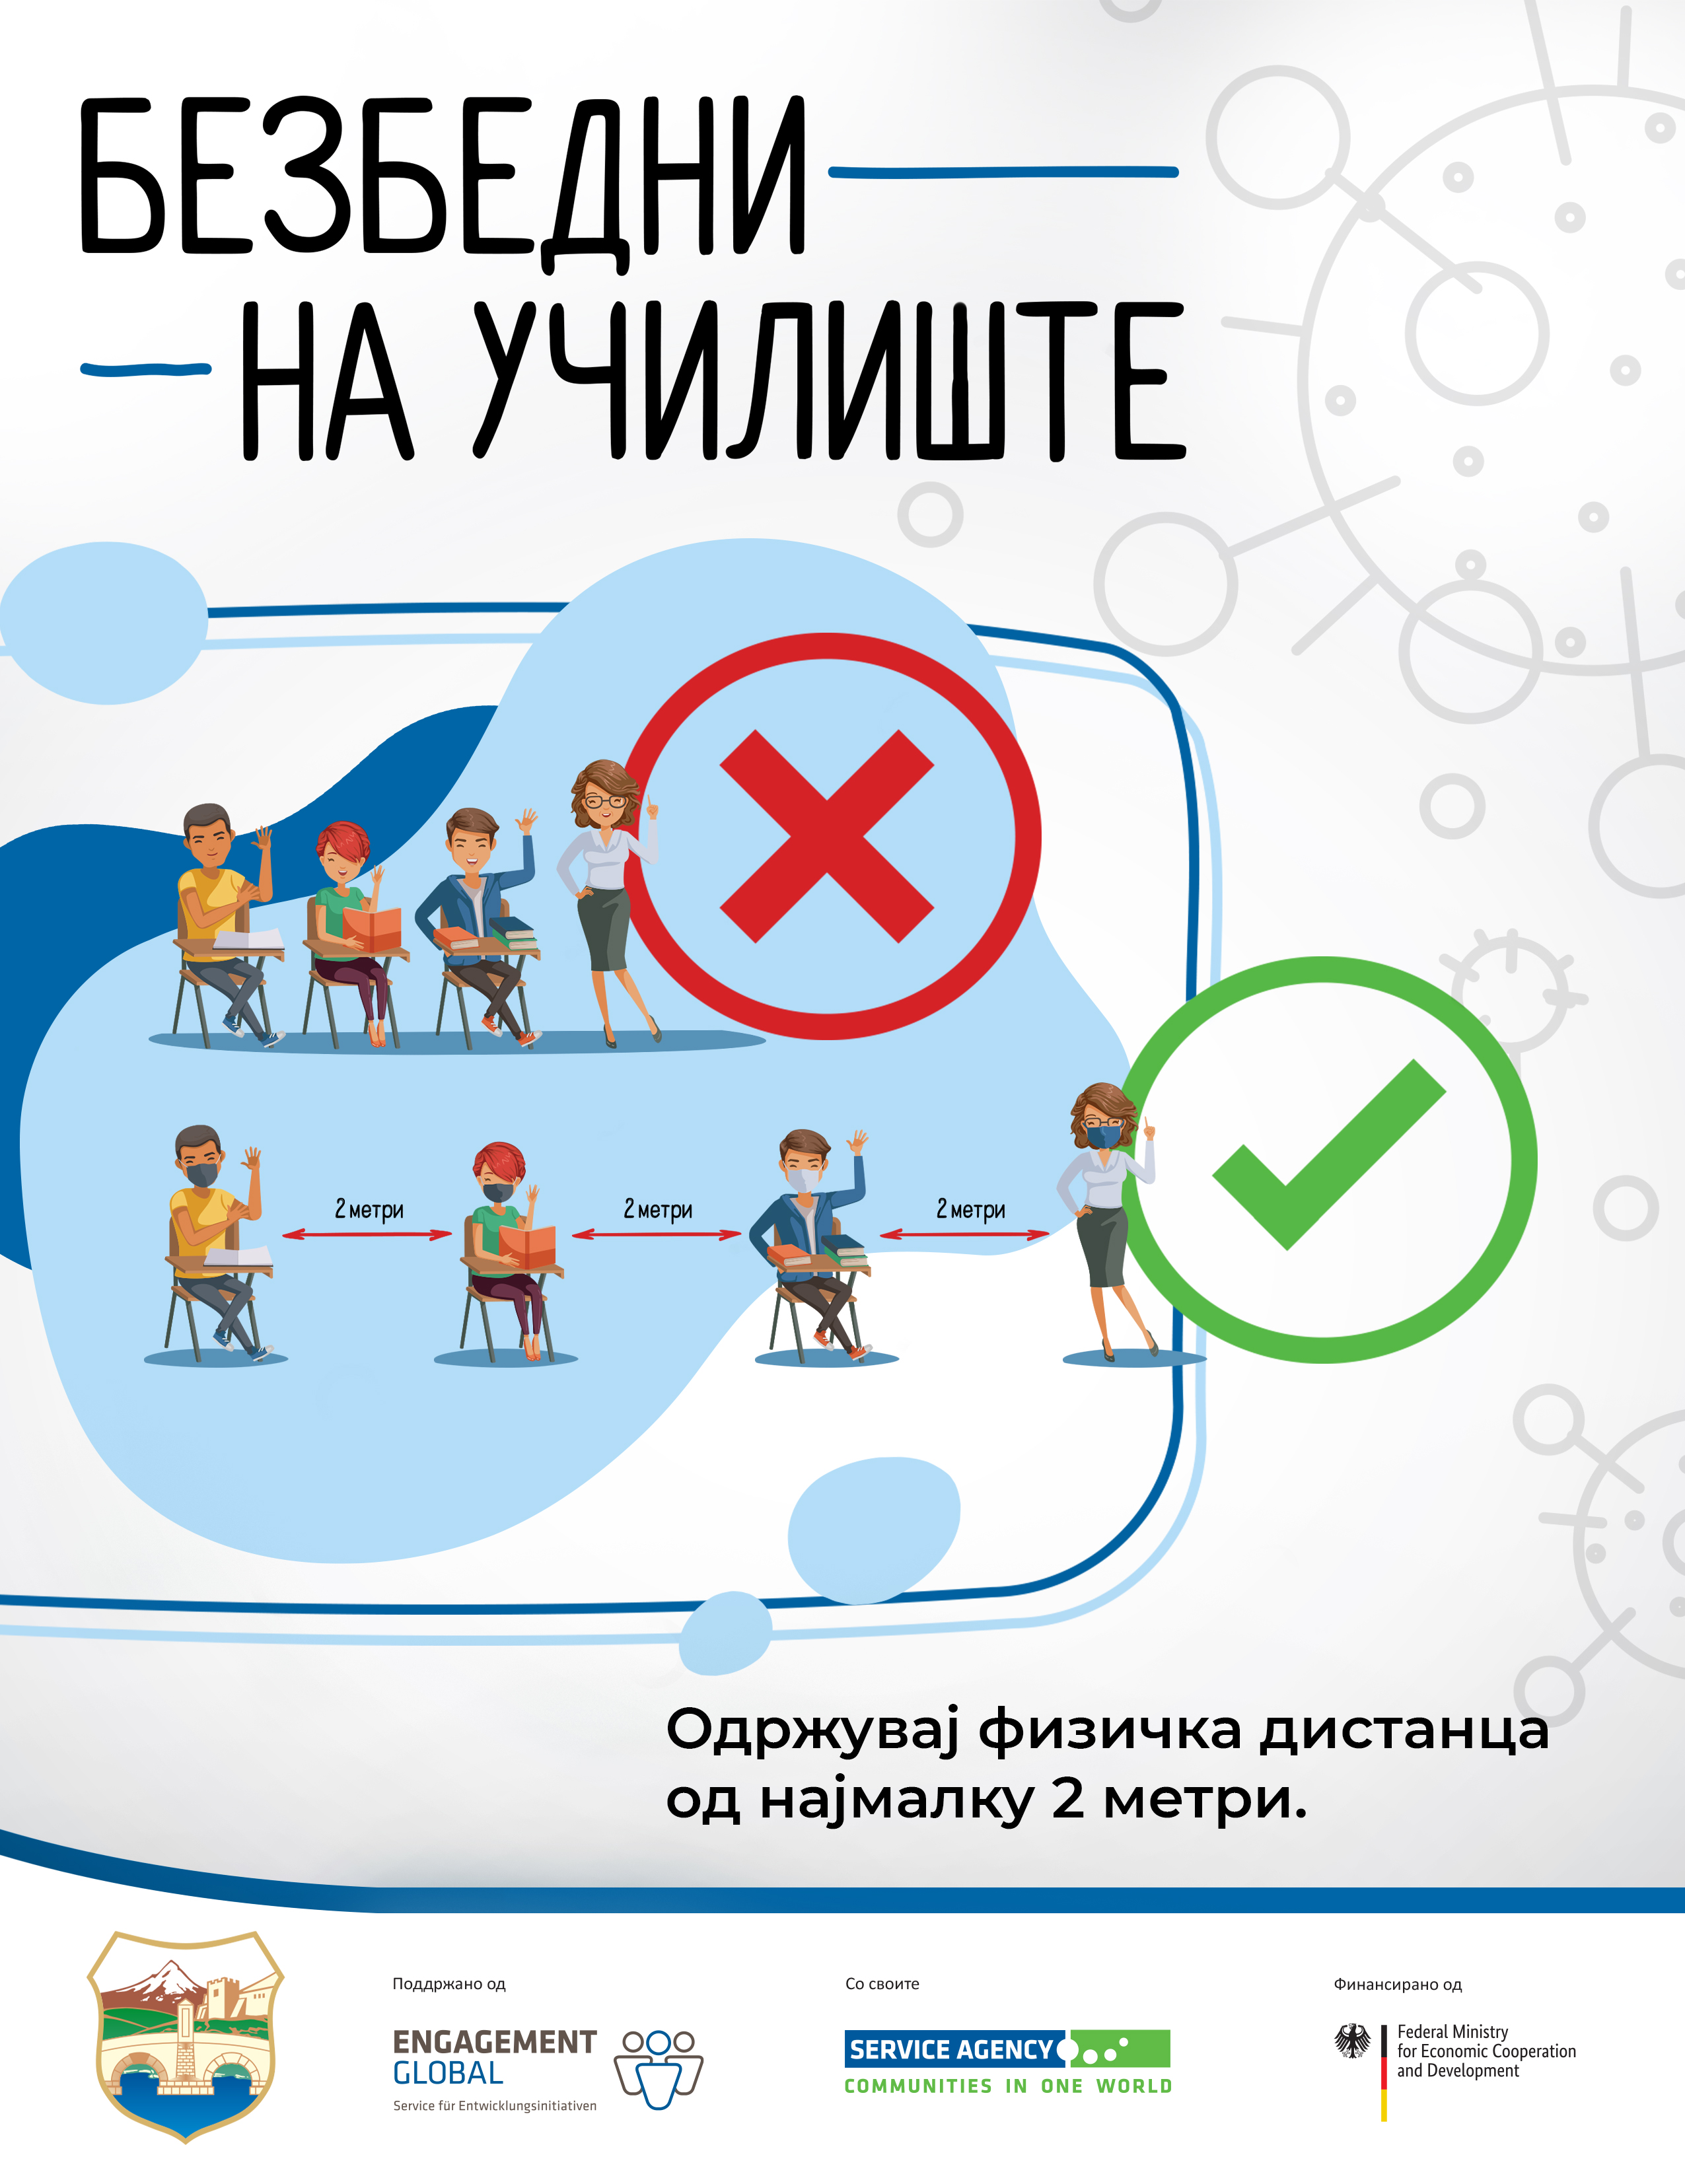 БЕЗБЕДНИ
НА УЧИЛИШТЕ
2 метри
2 метри
2 метри
Одржувај физичка дистанца
од најмалку 2 метри.
Поддржано од
ENGAGEMENT
GLOBAL
Service für Entwicklungsinitiativen
Со своите
SERVICE AGENCY
COMMUNITIES IN ONE WORLD
Финансирано од
Federal Ministry
for Economic Cooperation
and Development